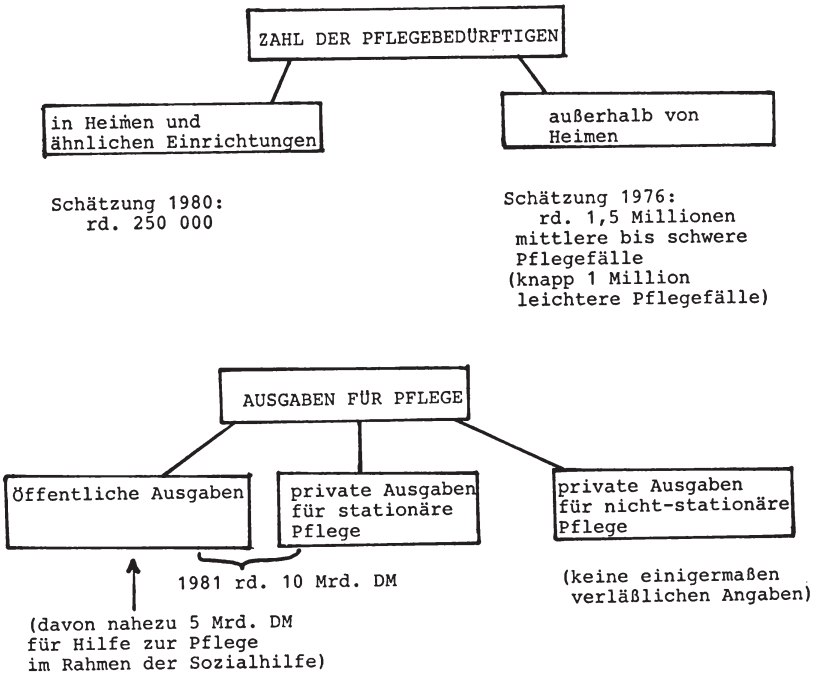 ZAHL DER PFLEGEBEDÜRFTIGEN
in Heimen und
ähnlichen Einrichtungen
außerhalb von
Heimen
Schätzung 1980:
rd. 250 000
Schätzung 1976:
rd. 1,5 Millionen
mittlere bis schwere
Pflegefälle
(knapp 1 Million
leichtere Pflegefälle)
AUSGABEN FÜR PFLEGE
öffentliche Ausgaben
private Ausgaben
für stationäre
Pflege
private Ausgaben
für nicht-stationäre
Pflege
1981 rd. 10 Mrd. DM
(keine einigermaßen
verläßlichen Angaben)
(davon nahezu 5 Mrd. DM
für Hilfe zur Pflege
im Rahmen der Sozialhilfe)